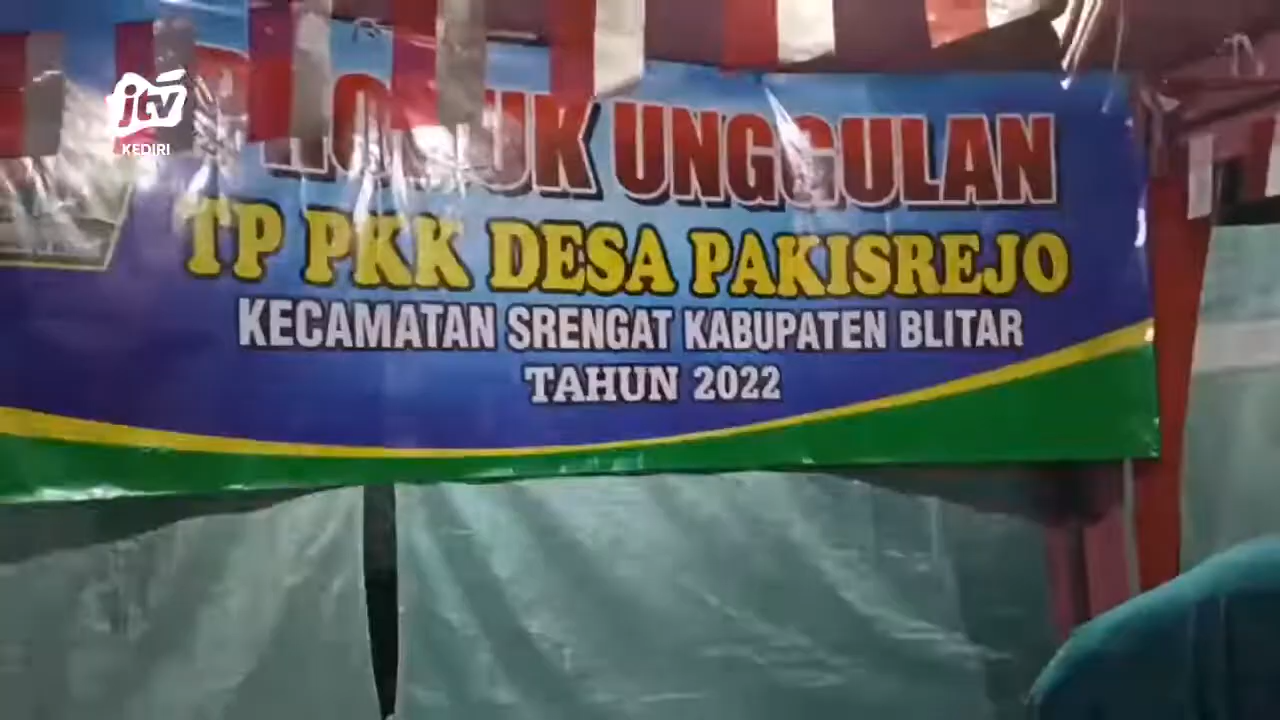 jtv
KEDIRI
UNGGULAN
TP PKK DESA PAKISREJO
KECAMATAN SRENGAT KABUPATEN BLITAR
TAHUN 2022